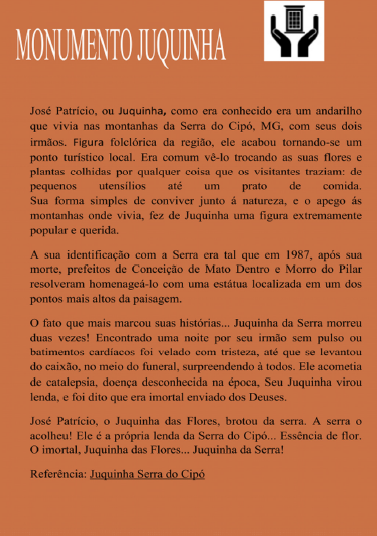 MONUMENTO JUQUINHA
José Patrício, ou Juquinha, como era conhecido era um andarilho
que vivia nas montanhas da Serra do Cipó, MG, com seus dois
irmãos. Figura folclórica da região, ele acabou tornando-se um
ponto turístico local. Era comum vê-lo trocando as suas flores e
plantas colhidas por qualquer coisa que os visitantes traziam: de
pequenos utensílios até um prato de comida.
Sua forma simples de conviver junto á natureza, e o apego ás
montanhas onde vivia, fez de Juquinha uma figura extremamente
popular e querida.
A sua identificação com a Serra era tal que em 1987, após sua
morte, prefeitos de Conceição de Mato Dentro e Morro do Pilar
resolveram homenageá-lo com uma estátua localizada em um dos
pontos mais altos da paisagem.
O fato que mais marcou suas histórias... Juquinha da Serra morreu
duas vezes! Encontrado uma noite por seu irmão sem pulso ou
batimentos cardíacos foi velado com tristeza, até que se levantou
do caixão, no meio do funeral, surpreendendo à todos. Ele acometia
de catalepsia, doença desconhecida na época, Seu Juquinha virou
lenda, e foi dito que era imortal enviado dos Deuses.
José Patrício, o Juquinha das Flores, brotou da serra. A serra o
acolheu! Ele é a própria lenda da Serra do Cipó... Essência de flor.
O imortal, Juquinha das Flores... Juquinha da Serra!
Referência: Juquinha Serra do Cipó